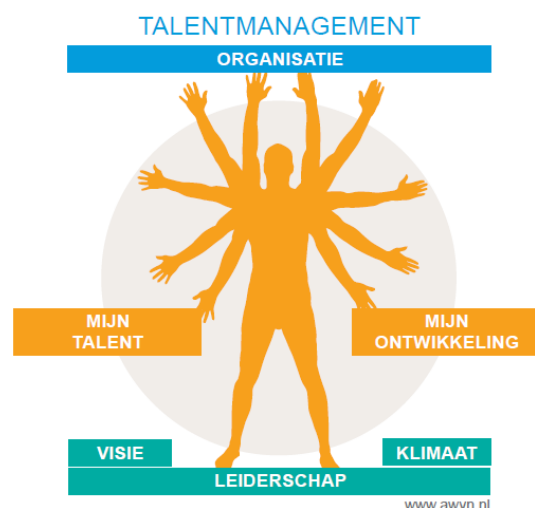 TALENTMANAGEMENT
ORGANISATIE
MIJN
TALENT
MIJN
ONTWIKKELING
VISIE
KLIMAAT
LEIDERSCHAP
www.awvn.nl